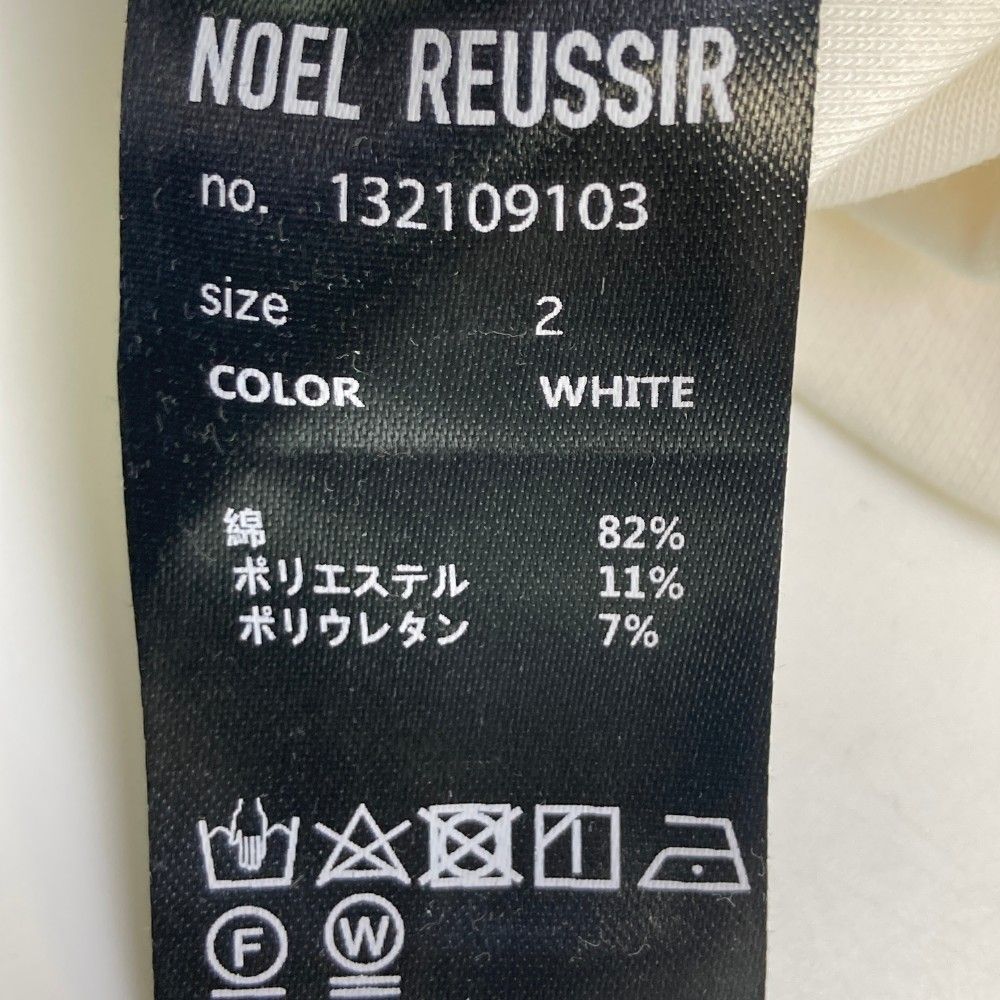 NOEL REUSSIR
no. 132109103
size 2
COLOR WHITE
綿 82%
ポリエステル 11%
ポリウレタン 7%
F W